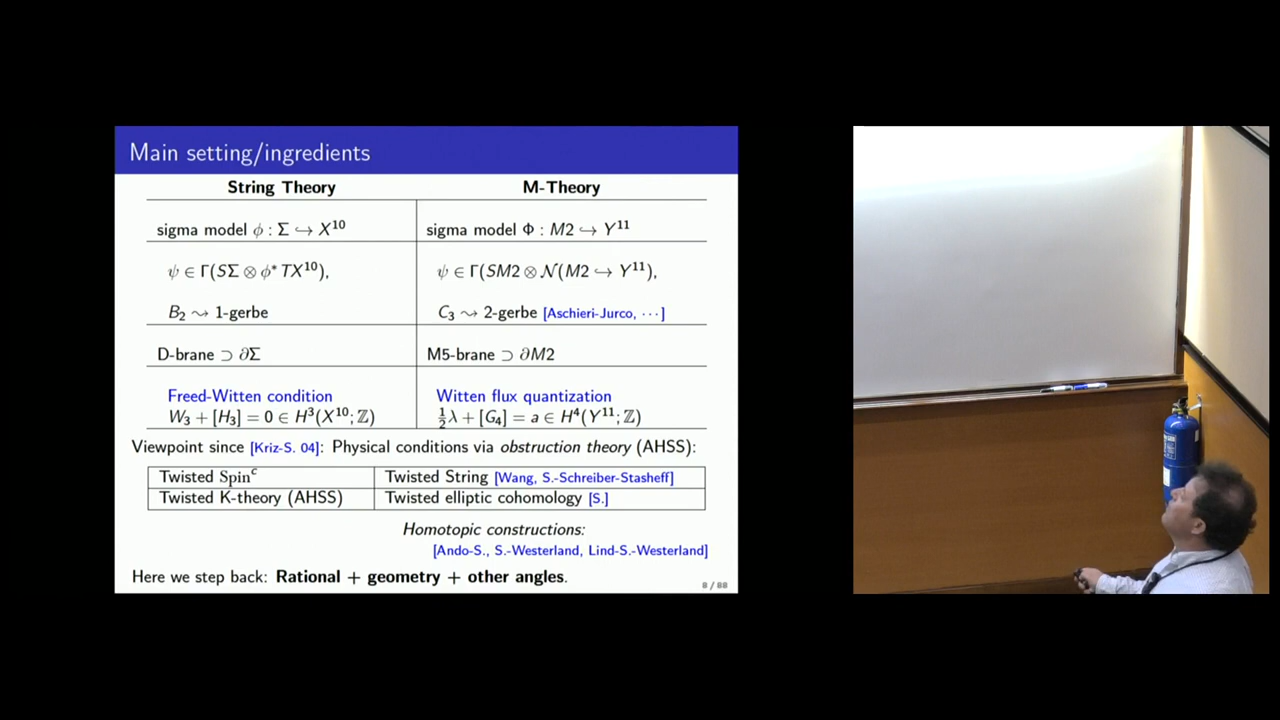 Main setting/ingredients
String Theory M-Theory
sigma model ϕ : Σ ↪ X¹⁰ sigma model Φ : M2 ↪ Y¹¹
ψ ∈ Γ(SΣ ⊗ ϕ*TX¹⁰), ψ ∈ Γ(SM2 ⊗ 𝒩(M2 ↪ Y¹¹),
B₂ ⇝ 1-gerbe C₃ ⇝ 2-gerbe [Aschieri-Jurco, ⋯]
D-brane ⊃ ∂Σ M5-brane ⊃ ∂M2
Freed-Witten condition Witten flux quantization
W₃ + [H₃] = 0 ∈ H³(X¹⁰; ℤ) ½λ + [G₄] = a ∈ H⁴(Y¹¹; ℤ)
Viewpoint since [Kriz-S. 04]: Physical conditions via obstruction theory (AHSS):
Twisted Spinᶜ Twisted String [Wang, S.-Schreiber-Stasheff]
Twisted K-theory (AHSS) Twisted elliptic cohomology [S.]
Homotopic constructions:
[Ando-S., S.-Westerland, Lind-S.-Westerland]
Here we step back: Rational + geometry + other angles.
8 / 88